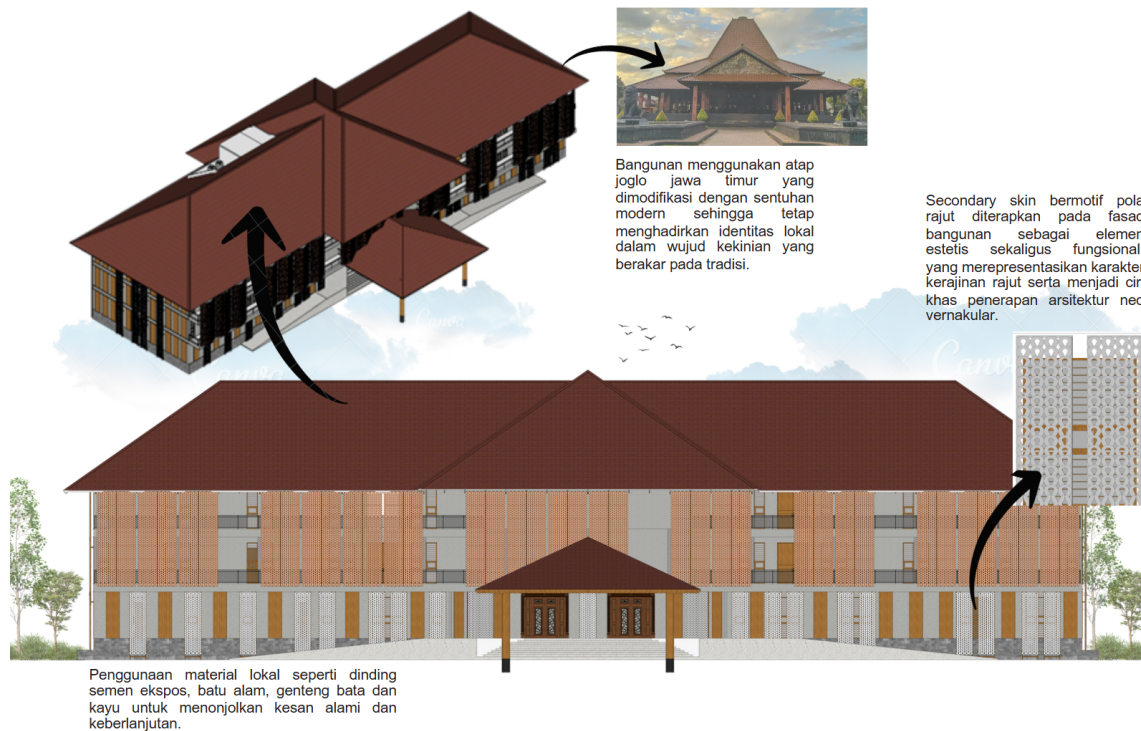 Bangunan menggunakan atap
joglo jawa timur yang
dimodifikasi dengan sentuhan
modern sehingga tetap
menghadirkan identitas lokal
dalam wujud kekinian yang
berakar pada tradisi.
Secondary skin bermotif pola
rajut diterapkan pada fasad
bangunan sebagai elemen
estetis sekaligus fungsional
yang merepresentasikan karakter
kerajinan rajut serta menjadi ciri
khas penerapan arsitektur neo
vernakular.
Canva
Canva
Canva
Penggunaan material lokal seperti dinding
semen ekspos, batu alam, genteng bata dan
kayu untuk menonjolkan kesan alami dan
keberlanjutan.